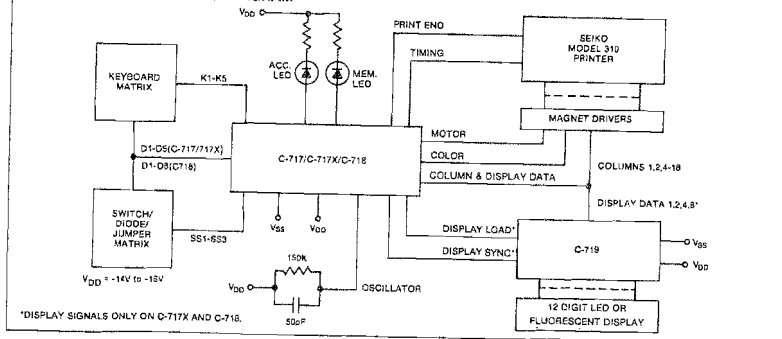 VDD
PRINT END
SEIKO
MODEL 310
PRINTER
TIMING
ACC.
LED
MEM.
LED
KEYBOARD
MATRIX
K1-K5
MAGNET DRIVERS
MOTOR
C-717/C-717X/C-718
COLOR
D1-D5(C-717/717X)
D1-D8(C718)
COLUMN & DISPLAY DATA
COLUMNS 1,2,4-18
DISPLAY DATA 1,2,4,8*
SWITCH/
DIODE/
JUMPER
MATRIX
SS1-SS3
VSS
VDD
DISPLAY LOAD*
DISPLAY SYNC*
C-719
VSS
VDD
150K
VDD
OSCILLATOR
50pF
VDD = -14V to -16V
12 DIGIT LED OR
FLUORESCENT DISPLAY
*DISPLAY SIGNALS ONLY ON C-717X AND C-718.